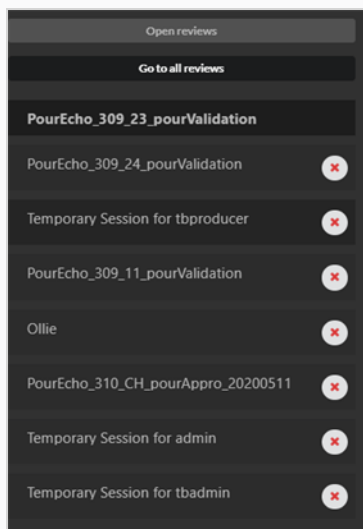 Open reviews
Go to all reviews
PourEcho_309_23_pourValidation
PourEcho_309_24_pourValidation
Temporary Session for tbproducer
PourEcho_309_11_pourValidation
Ollie
PourEcho_310_CH_pourAppro_20200511
Temporary Session for admin
Temporary Session for tbadmin